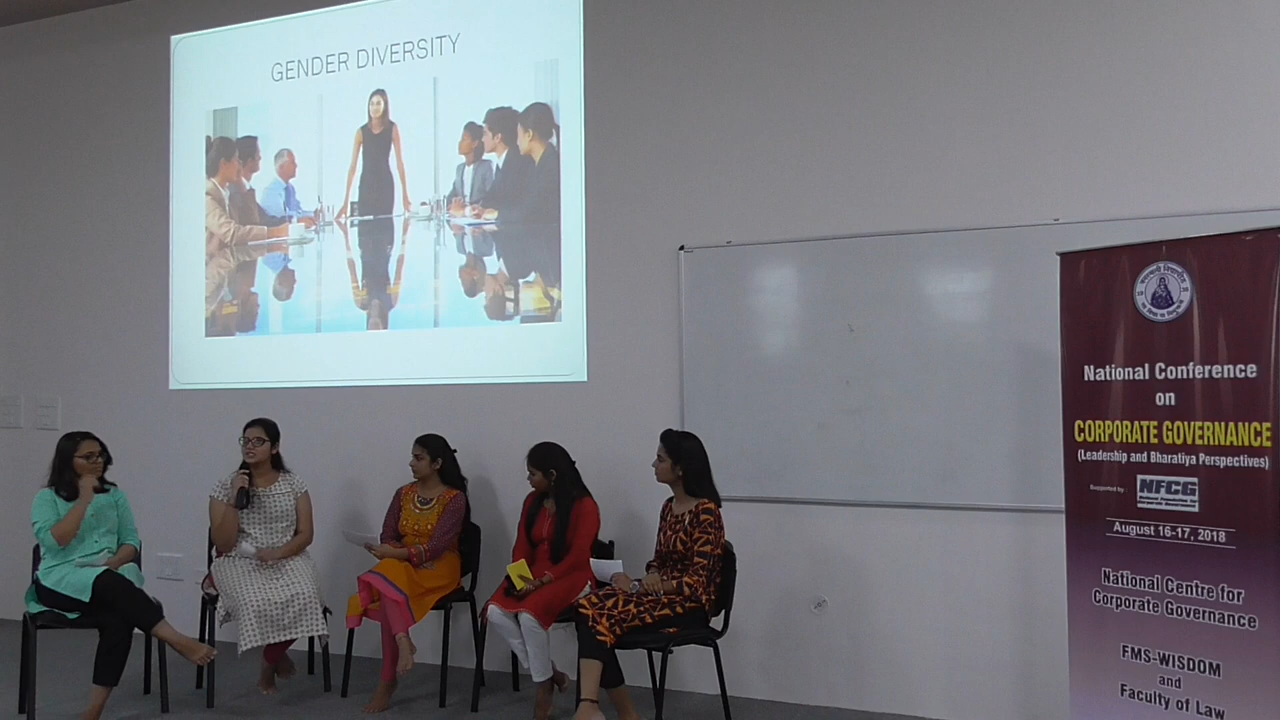 GENDER DIVERSITY
National Conference
on
CORPORATE GOVERNANCE
(Leadership and Bharatiya Perspectives)
Supported by :
NFCG
August 16-17, 2018
National Centre for
Corporate Governance
FMS-WISDOM
and
Faculty of Law